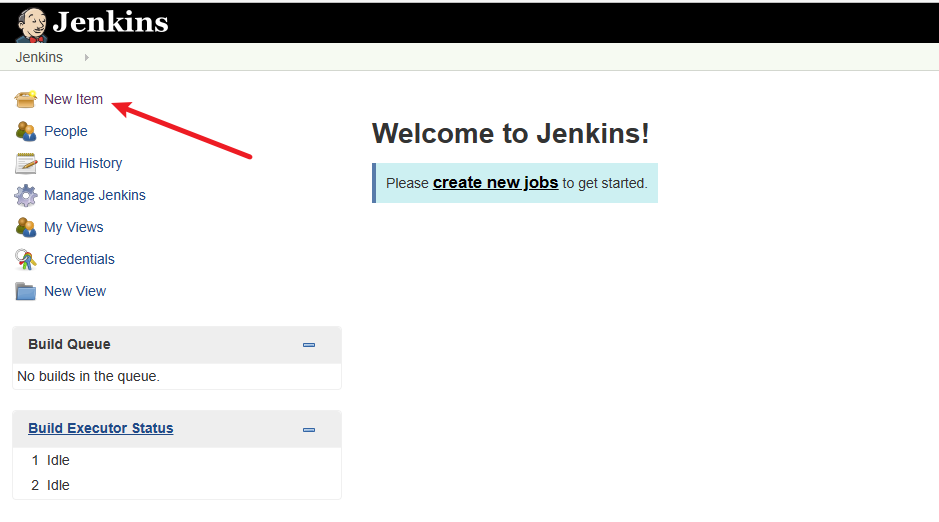 Jenkins
Jenkins
New Item
People
Build History
Manage Jenkins
My Views
Credentials
New View
Welcome to Jenkins!
Please create new jobs to get started.
Build Queue
No builds in the queue.
Build Executor Status
1 Idle
2 Idle